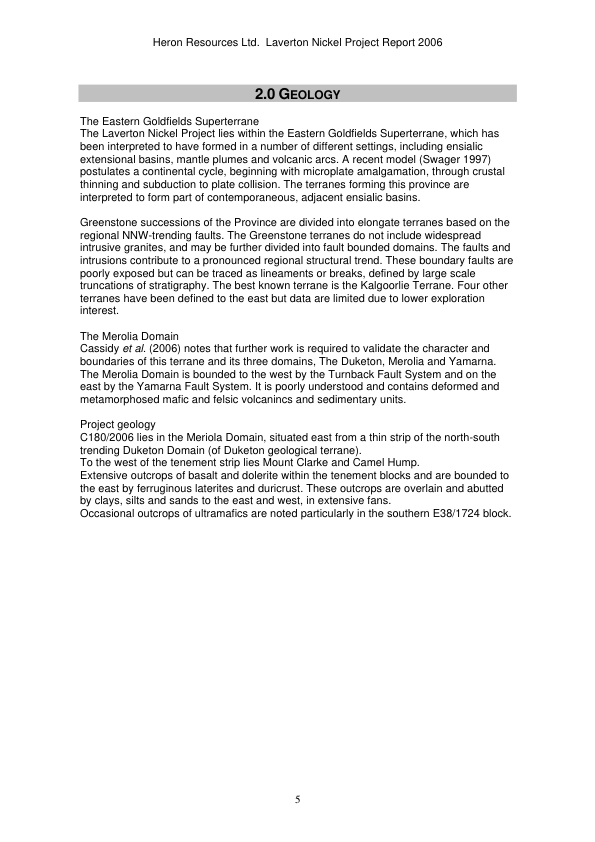 Heron Resources Ltd.  Laverton Nickel Project Report 2006
2.0 GEOLOGY
The Eastern Goldfields Superterrane
The Laverton Nickel Project lies within the Eastern Goldfields Superterrane, which has
been interpreted to have formed in a number of different settings, including ensialic
extensional basins, mantle plumes and volcanic arcs. A recent model (Swager 1997)
postulates a continental cycle, beginning with microplate amalgamation, through crustal
thinning and subduction to plate collision. The terranes forming this province are
interpreted to form part of contemporaneous, adjacent ensialic basins.
Greenstone successions of the Province are divided into elongate terranes based on the
regional NNW-trending faults. The Greenstone terranes do not include widespread
intrusive granites, and may be further divided into fault bounded domains. The faults and
intrusions contribute to a pronounced regional structural trend. These boundary faults are
poorly exposed but can be traced as lineaments or breaks, defined by large scale
truncations of stratigraphy. The best known terrane is the Kalgoorlie Terrane. Four other
terranes have been defined to the east but data are limited due to lower exploration
interest.
The Merolia Domain
Cassidy et al. (2006) notes that further work is required to validate the character and
boundaries of this terrane and its three domains, The Duketon, Merolia and Yamarna.
The Merolia Domain is bounded to the west by the Turnback Fault System and on the
east by the Yamarna Fault System. It is poorly understood and contains deformed and
metamorphosed mafic and felsic volcanincs and sedimentary units.
Project geology
C180/2006 lies in the Meriola Domain, situated east from a thin strip of the north-south
trending Duketon Domain (of Duketon geological terrane).
To the west of the tenement strip lies Mount Clarke and Camel Hump.
Extensive outcrops of basalt and dolerite within the tenement blocks and are bounded to
the east by ferruginous laterites and duricrust. These outcrops are overlain and abutted
by clays, silts and sands to the east and west, in extensive fans.
Occasional outcrops of ultramafics are noted particularly in the southern E38/1724 block.
5